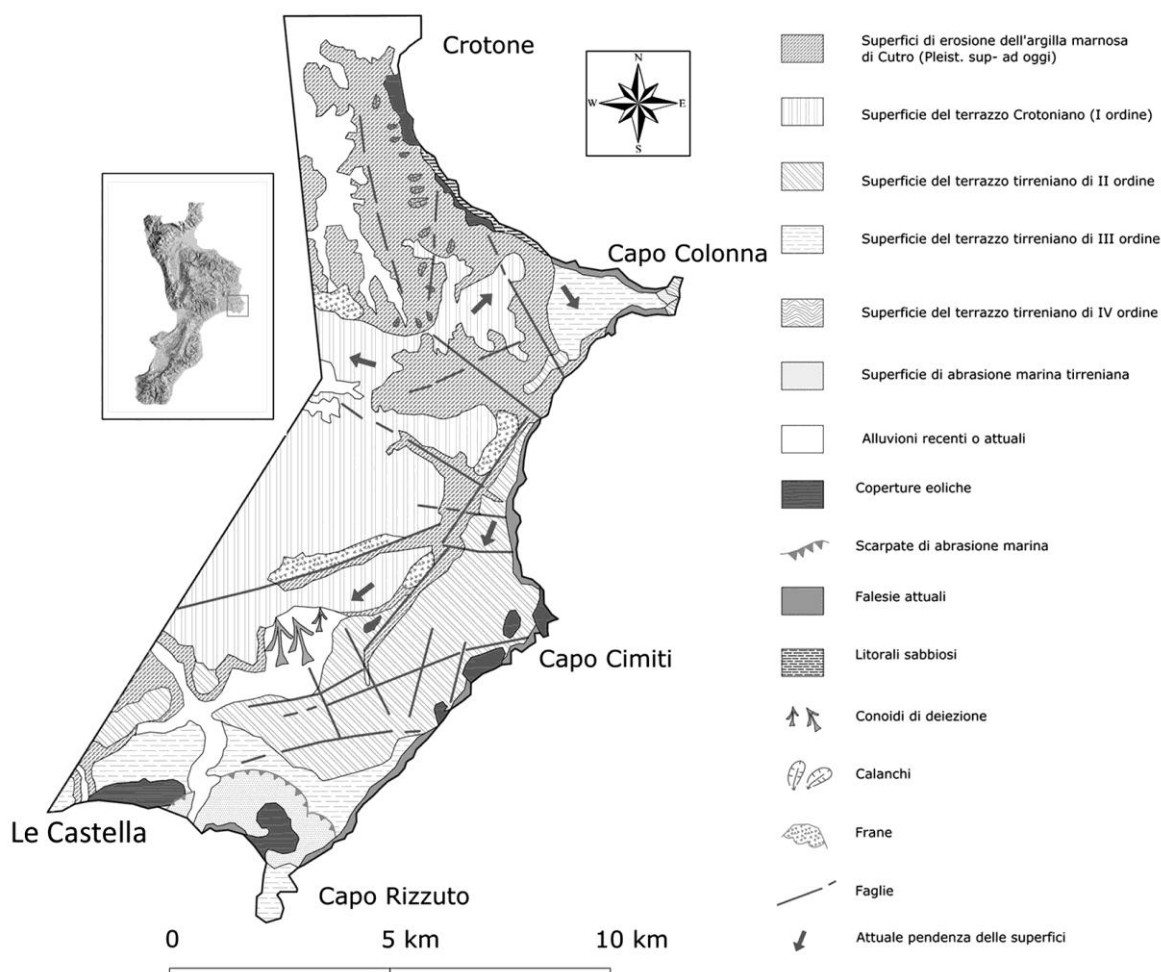 Crotone
N
W
E
S
Capo Colonna
Capo Cimiti
Le Castella
Capo Rizzuto
0
5 km
10 km
Superfici di erosione dell'argilla marnosa
di Cutro (Pleist. sup- ad oggi)
Superficie del terrazzo Crotoniano (I ordine)
Superficie del terrazzo tirreniano di II ordine
Superficie del terrazzo tirreniano di III ordine
Superficie del terrazzo tirreniano di IV ordine
Superficie di abrasione marina tirreniana
Alluvioni recenti o attuali
Coperture eoliche
Scarpate di abrasione marina
Falesie attuali
Litorali sabbiosi
Conoidi di deiezione
Calanchi
Frane
Faglie
Attuale pendenza delle superfici